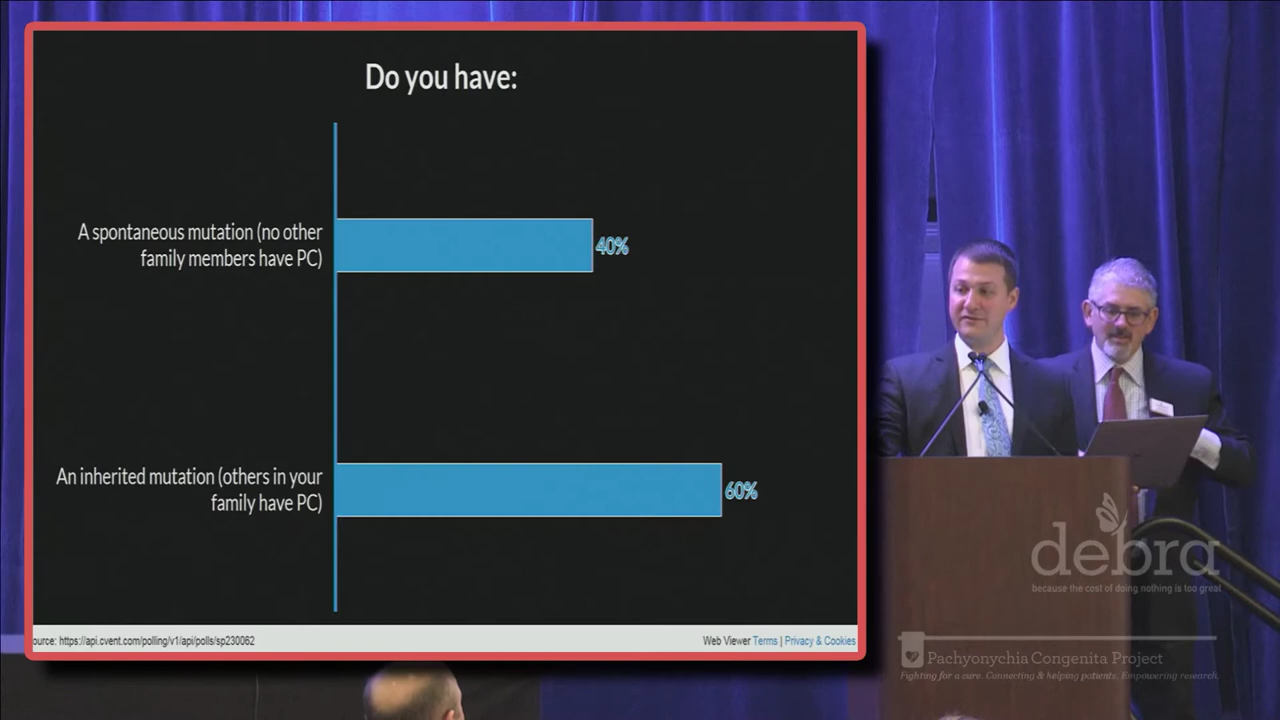 Do you have:
A spontaneous mutation (no other
family members have PC)
40%
An inherited mutation (others in your
family have PC)
60%
ource: https://api.cvent.com/polling/v1/api/polls/sp230062
Web Viewer Terms | Privacy & Cookies
debra
because the cost of doing nothing is too great
Pachyonychia Congenita Project
Fighting for a cure. Connecting & helping patients. Empowering research.